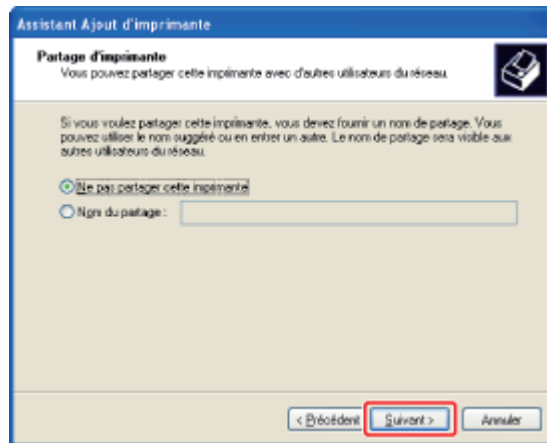 Assistant Ajout d'imprimante
Partage d'imprimante
Vous pouvez partager cette imprimante avec d'autres utilisateurs du réseau.
Si vous voulez partager cette imprimante, vous devez fournir un nom de partage. Vous
pouvez utiliser le nom suggéré ou en entrer un autre. Le nom de partage sera visible aux
autres utilisateurs du réseau.
Ne pas partager cette imprimante
Nom du partage :
< Précédent
Suivant >
Annuler